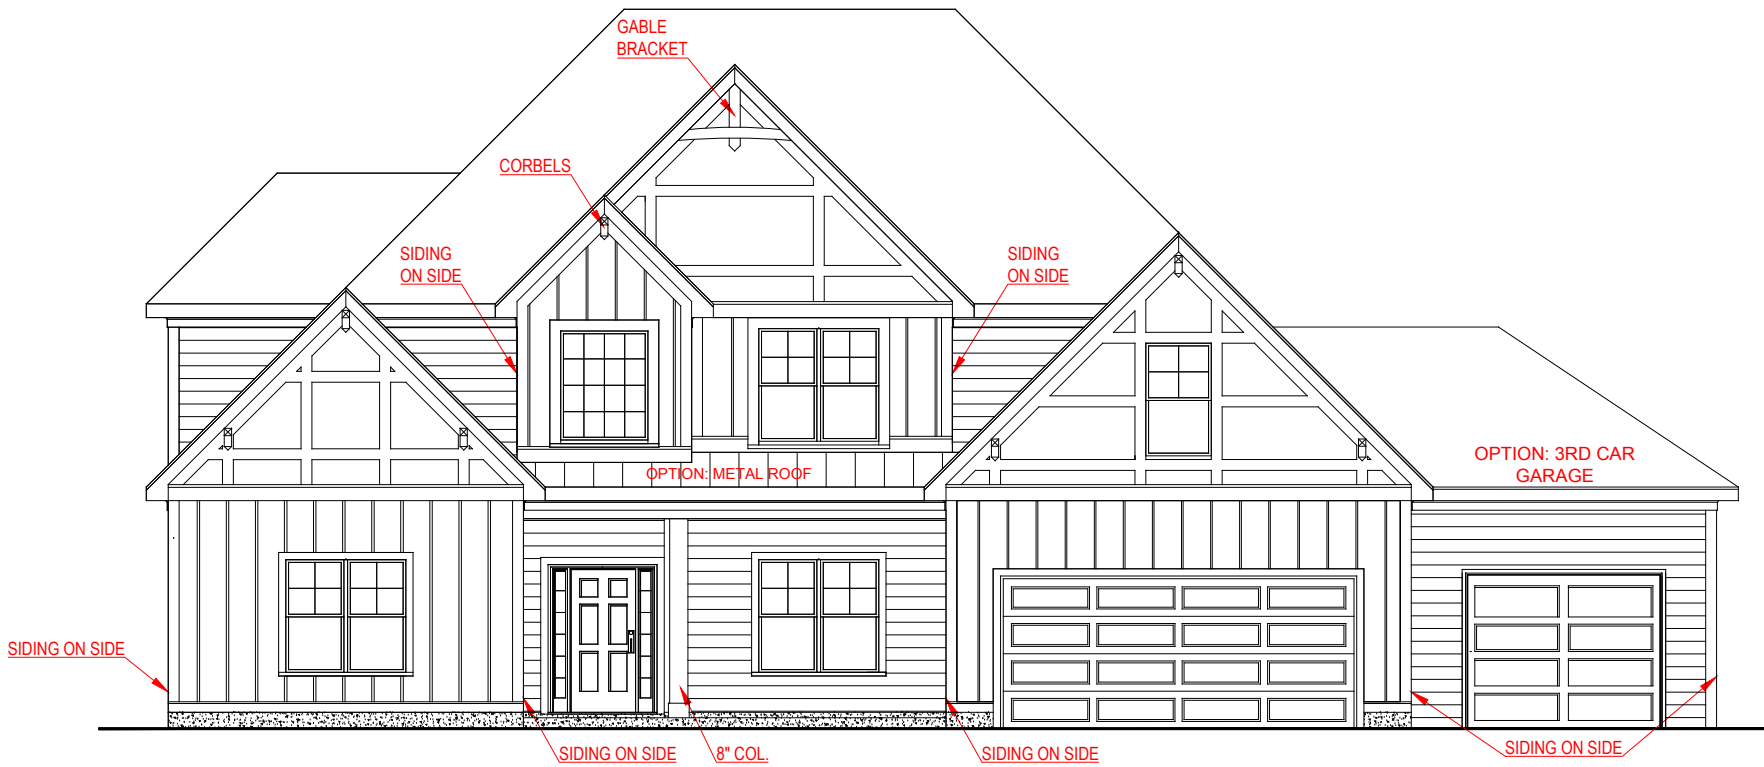 GABLE
BRACKET
CORBELS
SIDING
ON SIDE
SIDING
ON SIDE
OPTION: METAL ROOF
OPTION: 3RD CAR
GARAGE
SIDING ON SIDE
SIDING ON SIDE
8" COL.
SIDING ON SIDE
SIDING ON SIDE